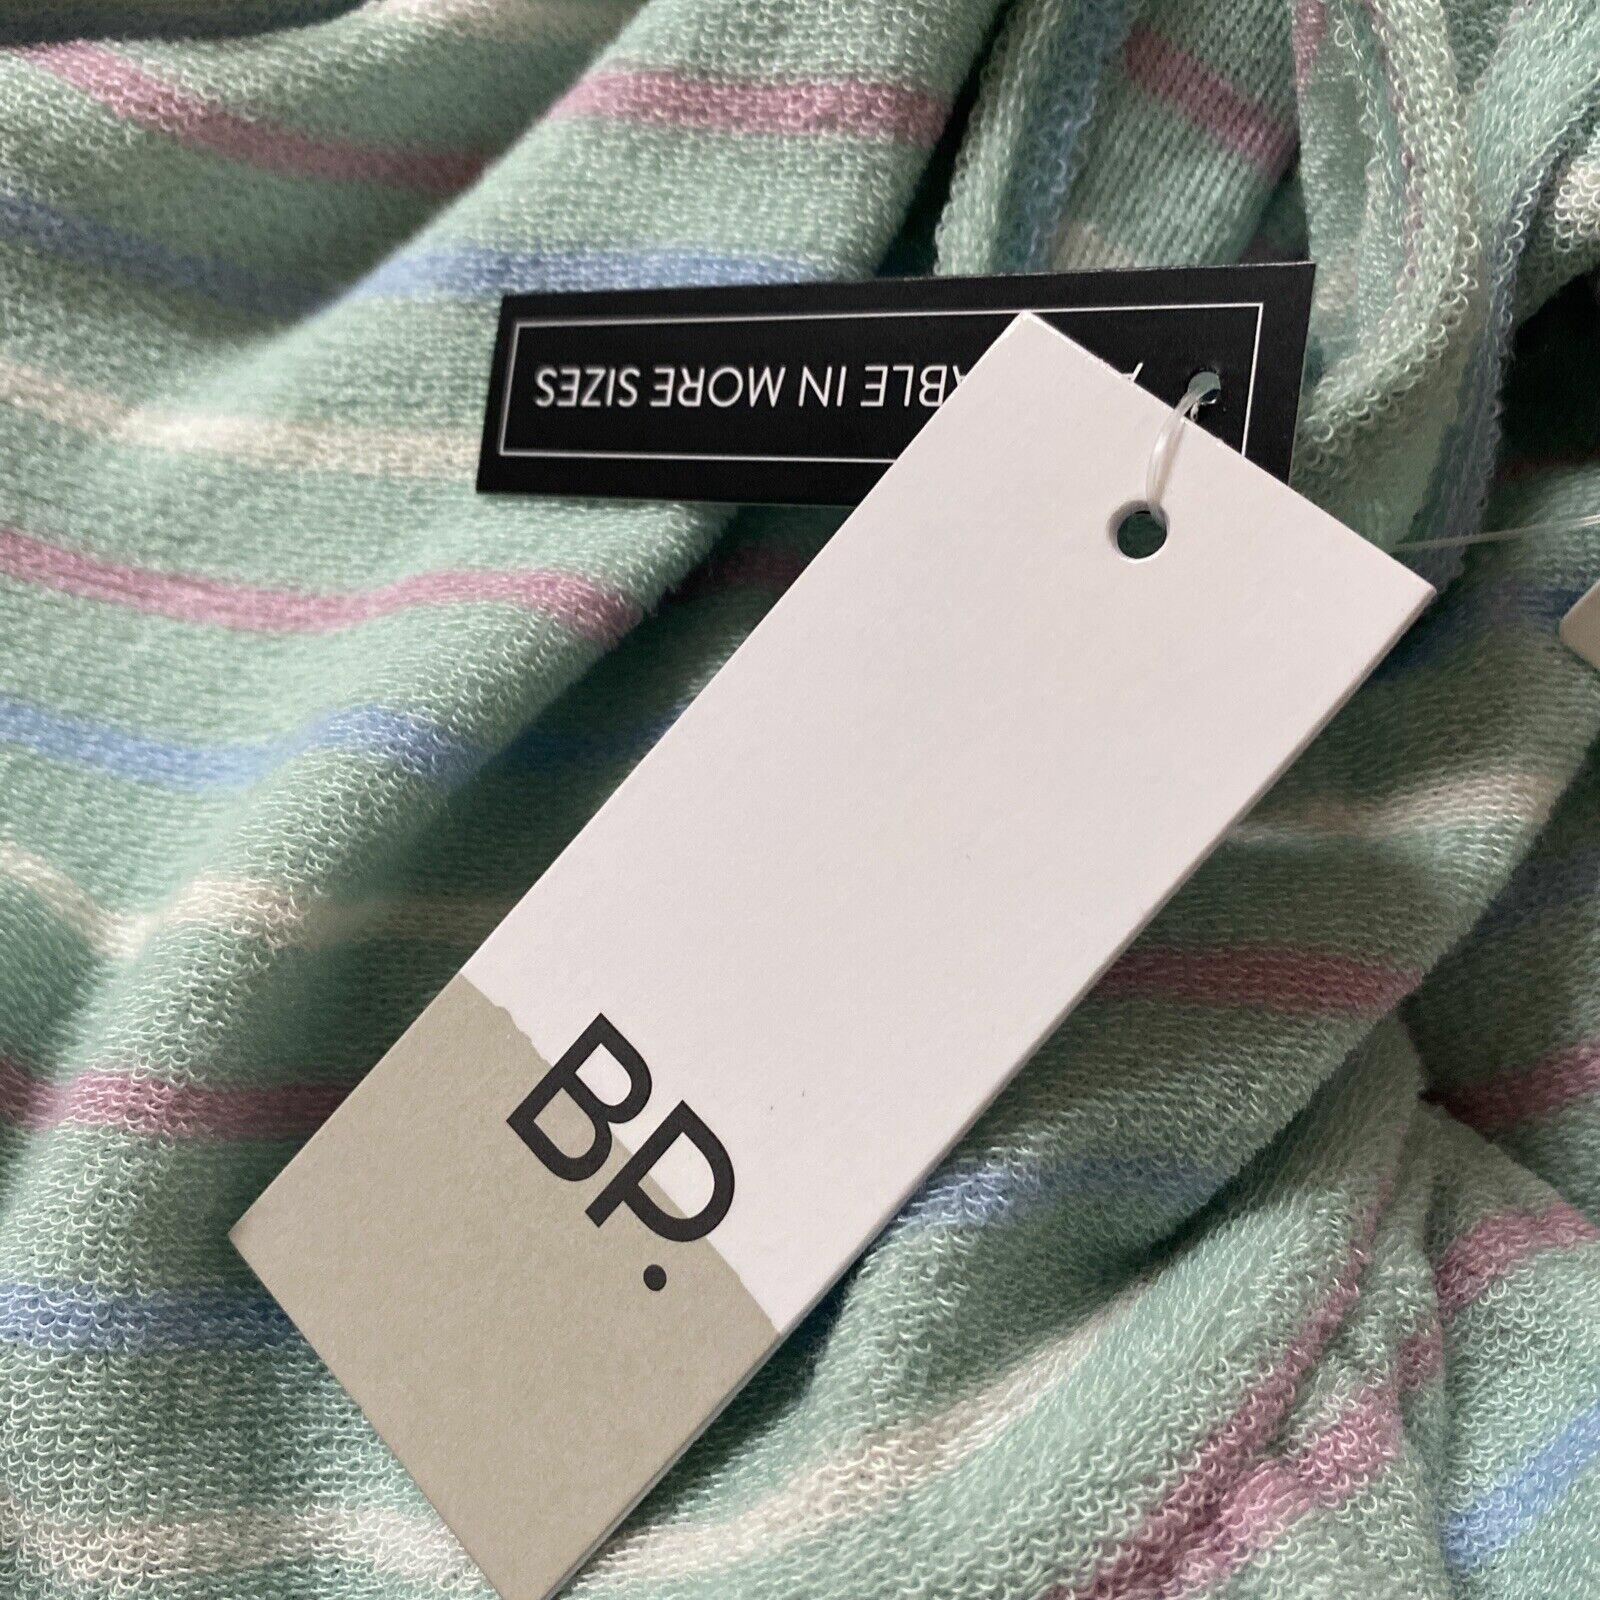 ABLE IN MORE SIZES
BP.